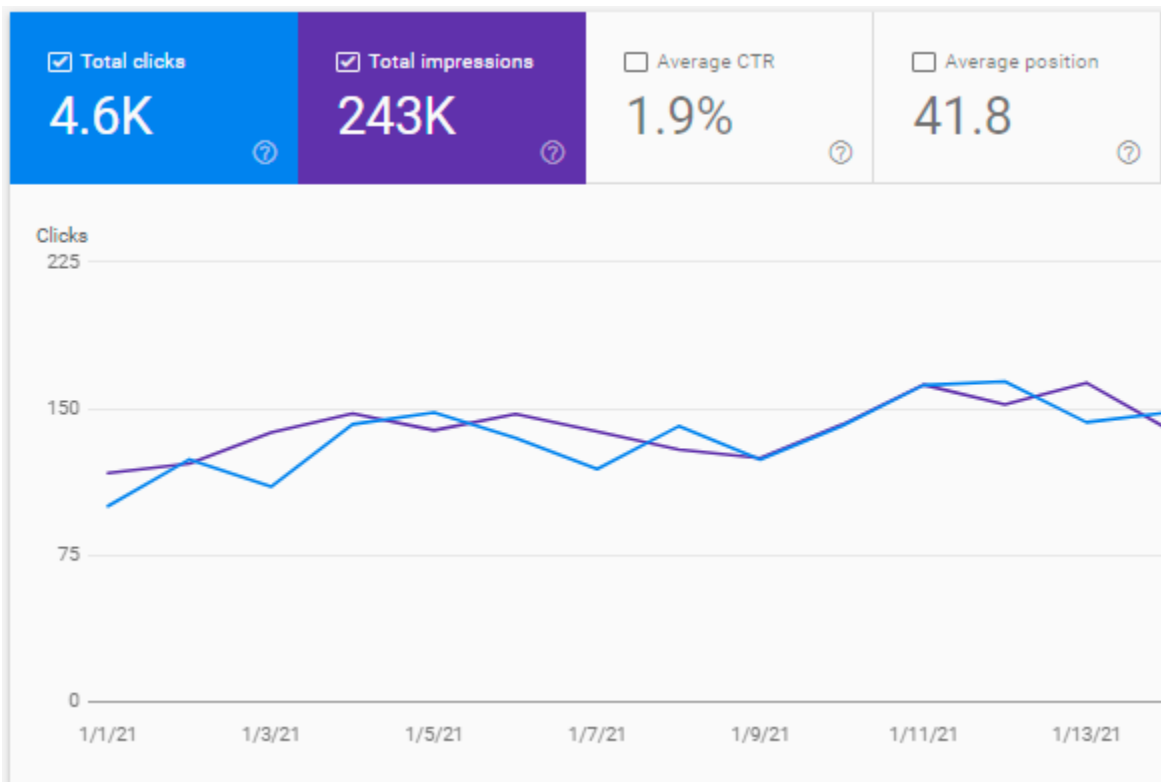 Total clicks
4.6K
Total impressions
243K
Average CTR
1.9%
Average position
41.8
Clicks
225
150
75
0
1/1/21 1/3/21 1/5/21 1/7/21 1/9/21 1/11/21 1/13/21